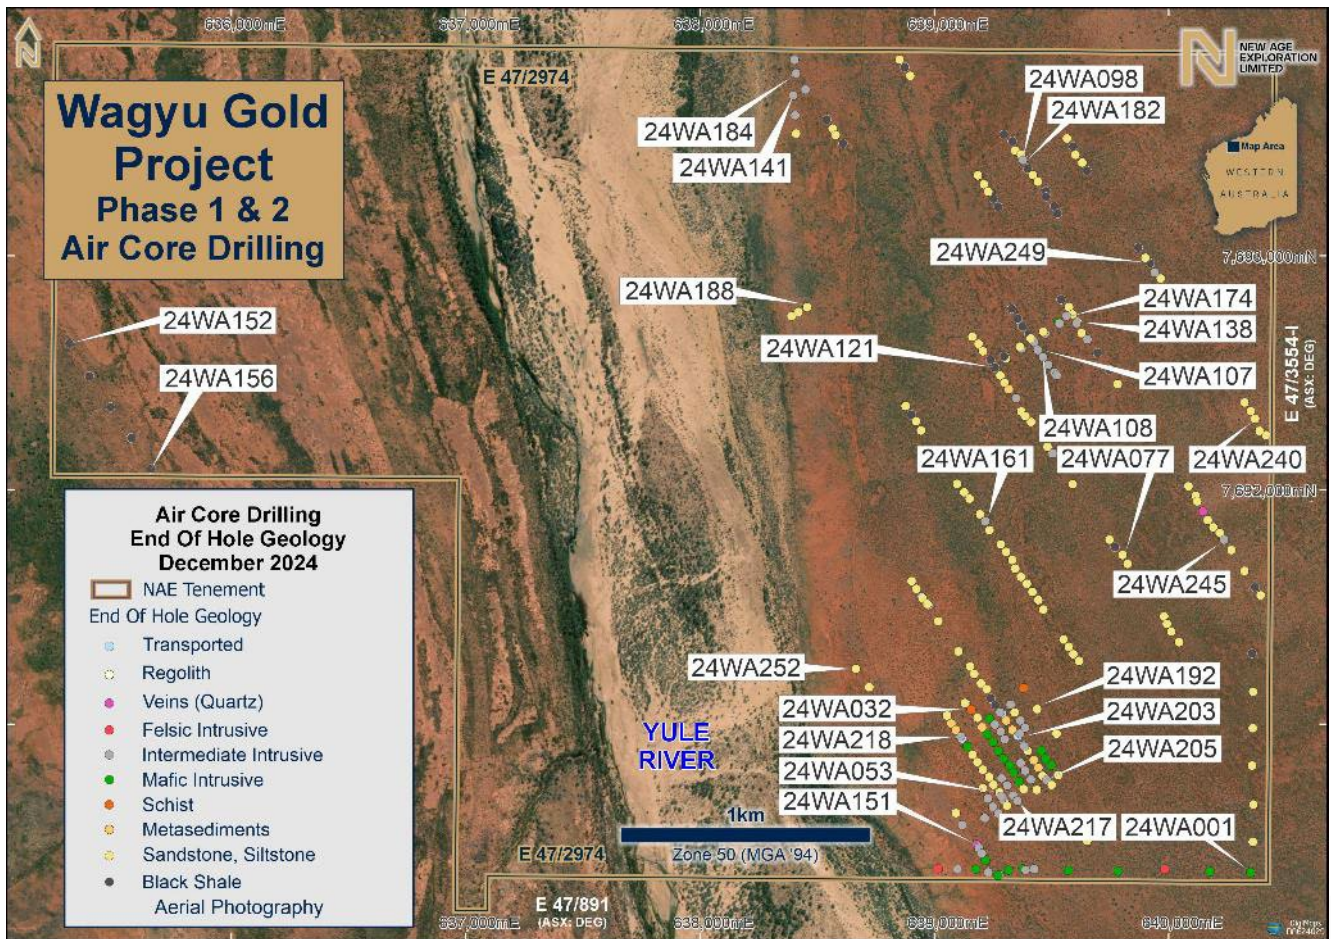 636,000mE
637,000mE
638,000mE
639,000mE
N
E 47/2974
NEW AGE
EXPLORATION
LIMITED
Wagyu Gold
Project
Phase 1 & 2
Air Core Drilling
24WA098
24WA182
24WA184
24WA141
Map Area
WESTERN
AUSTRALIA
24WA249
7,693,000mN
24WA188
24WA174
24WA152
24WA138
24WA121
24WA156
24WA107
E 47/3554-I
(ASX: DEG)
24WA108
24WA161
24WA077
24WA240
7,692,000mN
24WA245
Air Core Drilling
End Of Hole Geology
December 2024
NAE Tenement
End Of Hole Geology
Transported
Regolith
Veins (Quartz)
Felsic Intrusive
Intermediate Intrusive
Mafic Intrusive
Schist
Metasediments
Sandstone, Siltstone
Black Shale
Aerial Photography
24WA252
24WA192
24WA032
24WA203
24WA218
YULE
RIVER
24WA205
24WA053
24WA151
1km
24WA217
24WA001
Zone 50 (MGA '94)
E 47/2974
E 47/891
(ASX: DEG)
637,000mE
638,000mE
639,000mE
640,000mE